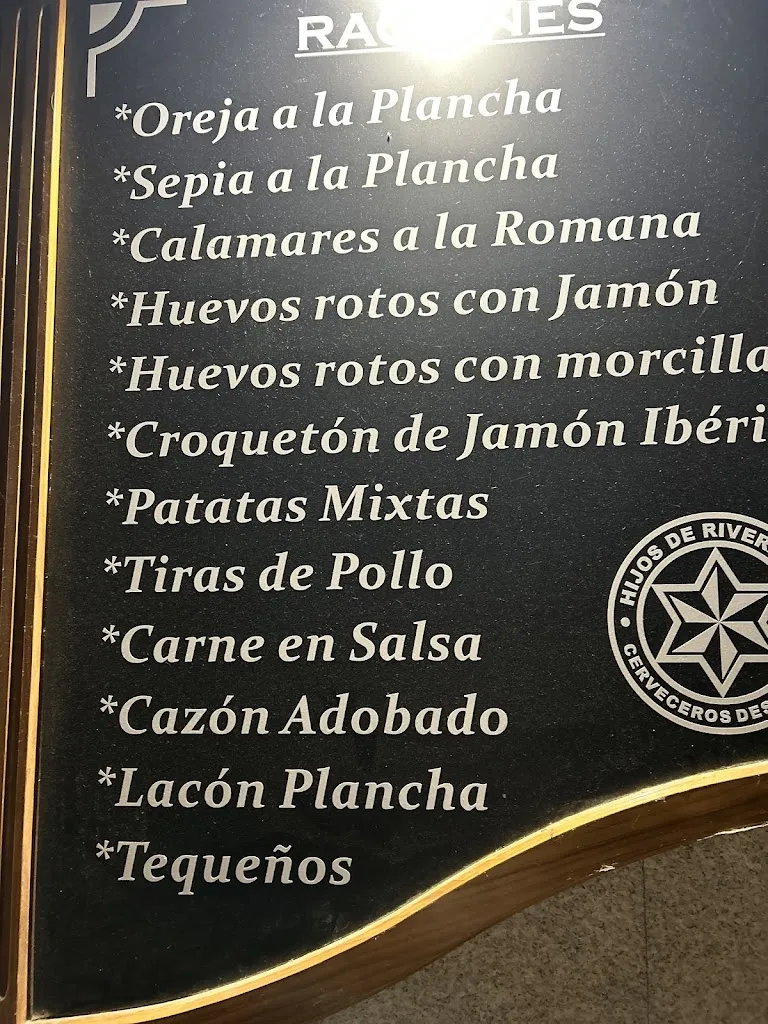 RACIONES
*Oreja a la Plancha
*Sepia a la Plancha
*Calamares a la Romana
*Huevos rotos con Jamón
*Huevos rotos con morcilla
*Croquetón de Jamón Ibéri
*Patatas Mixtas
*Tiras de Pollo
*Carne en Salsa
*Cazón Adobado
*Lacón Plancha
*Tequeños
HIJOS DE RIVER
CERVECEROS DES